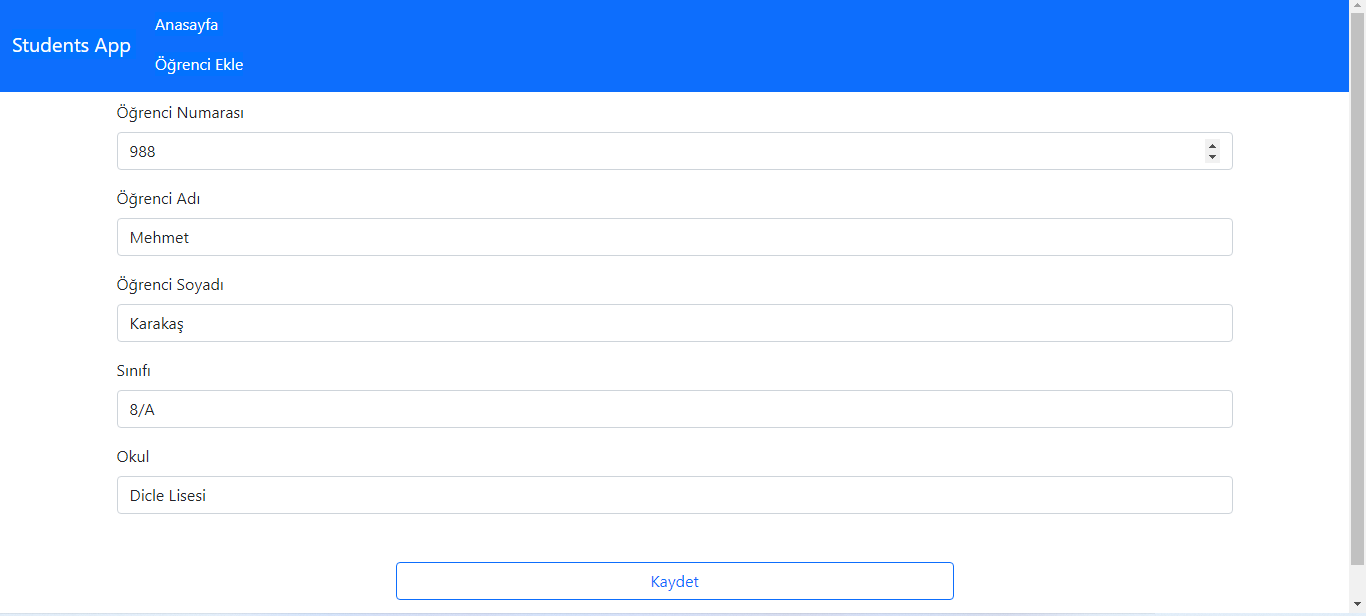 Students App
Anasayfa
Öğrenci Ekle
Öğrenci Numarası
988
Öğrenci Adı
Mehmet
Öğrenci Soyadı
Karakaş
Sınıfı
8/A
Okul
Dicle Lisesi
Kaydet